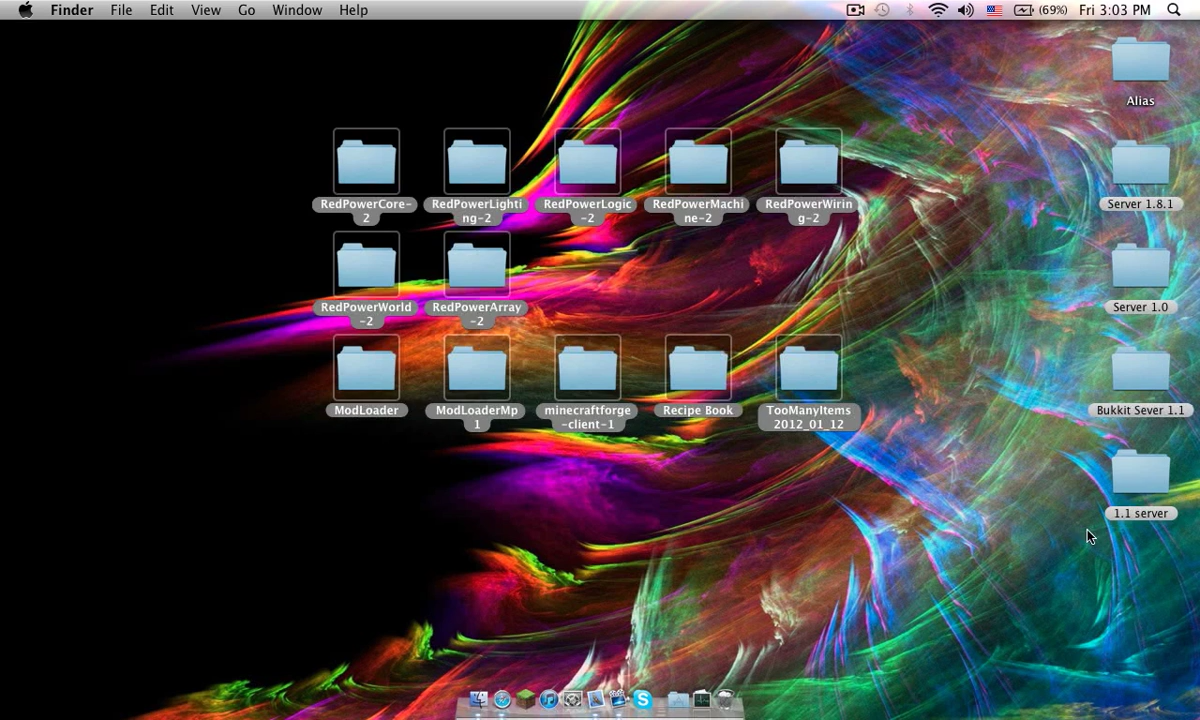 Finder File Edit View Go Window Help (69%) Fri 3:03 PM
Alias
RedPowerCore-
2
RedPowerLighti
ng-2
RedPowerLogic
-2
RedPowerMachi
ne-2
RedPowerWirin
g-2
Server 1.8.1
RedPowerWorld
-2
RedPowerArray
-2
Server 1.0
ModLoader
ModLoaderMp
1
minecraftforge
-client-1
Recipe Book
TooManyItems
2012_01_12
Bukkit Sever 1.1
1.1 server
S